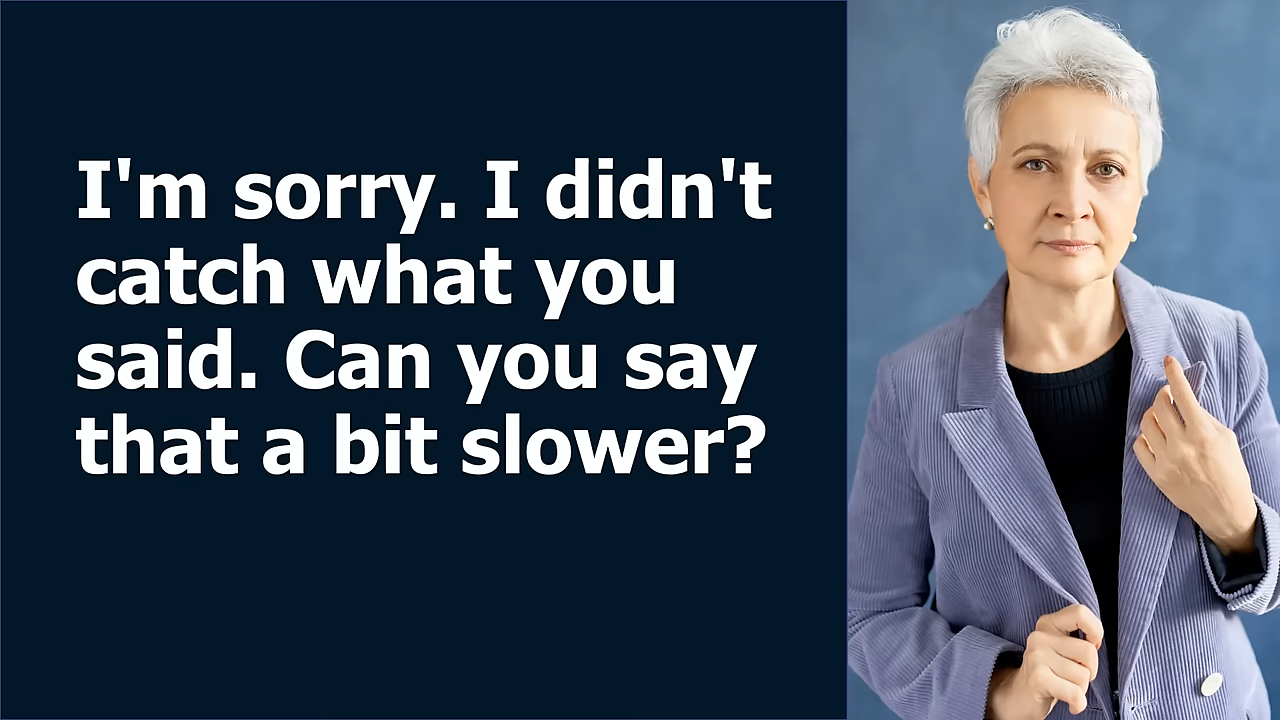 I'm sorry. I didn't
catch what you
said. Can you say
that a bit slower?